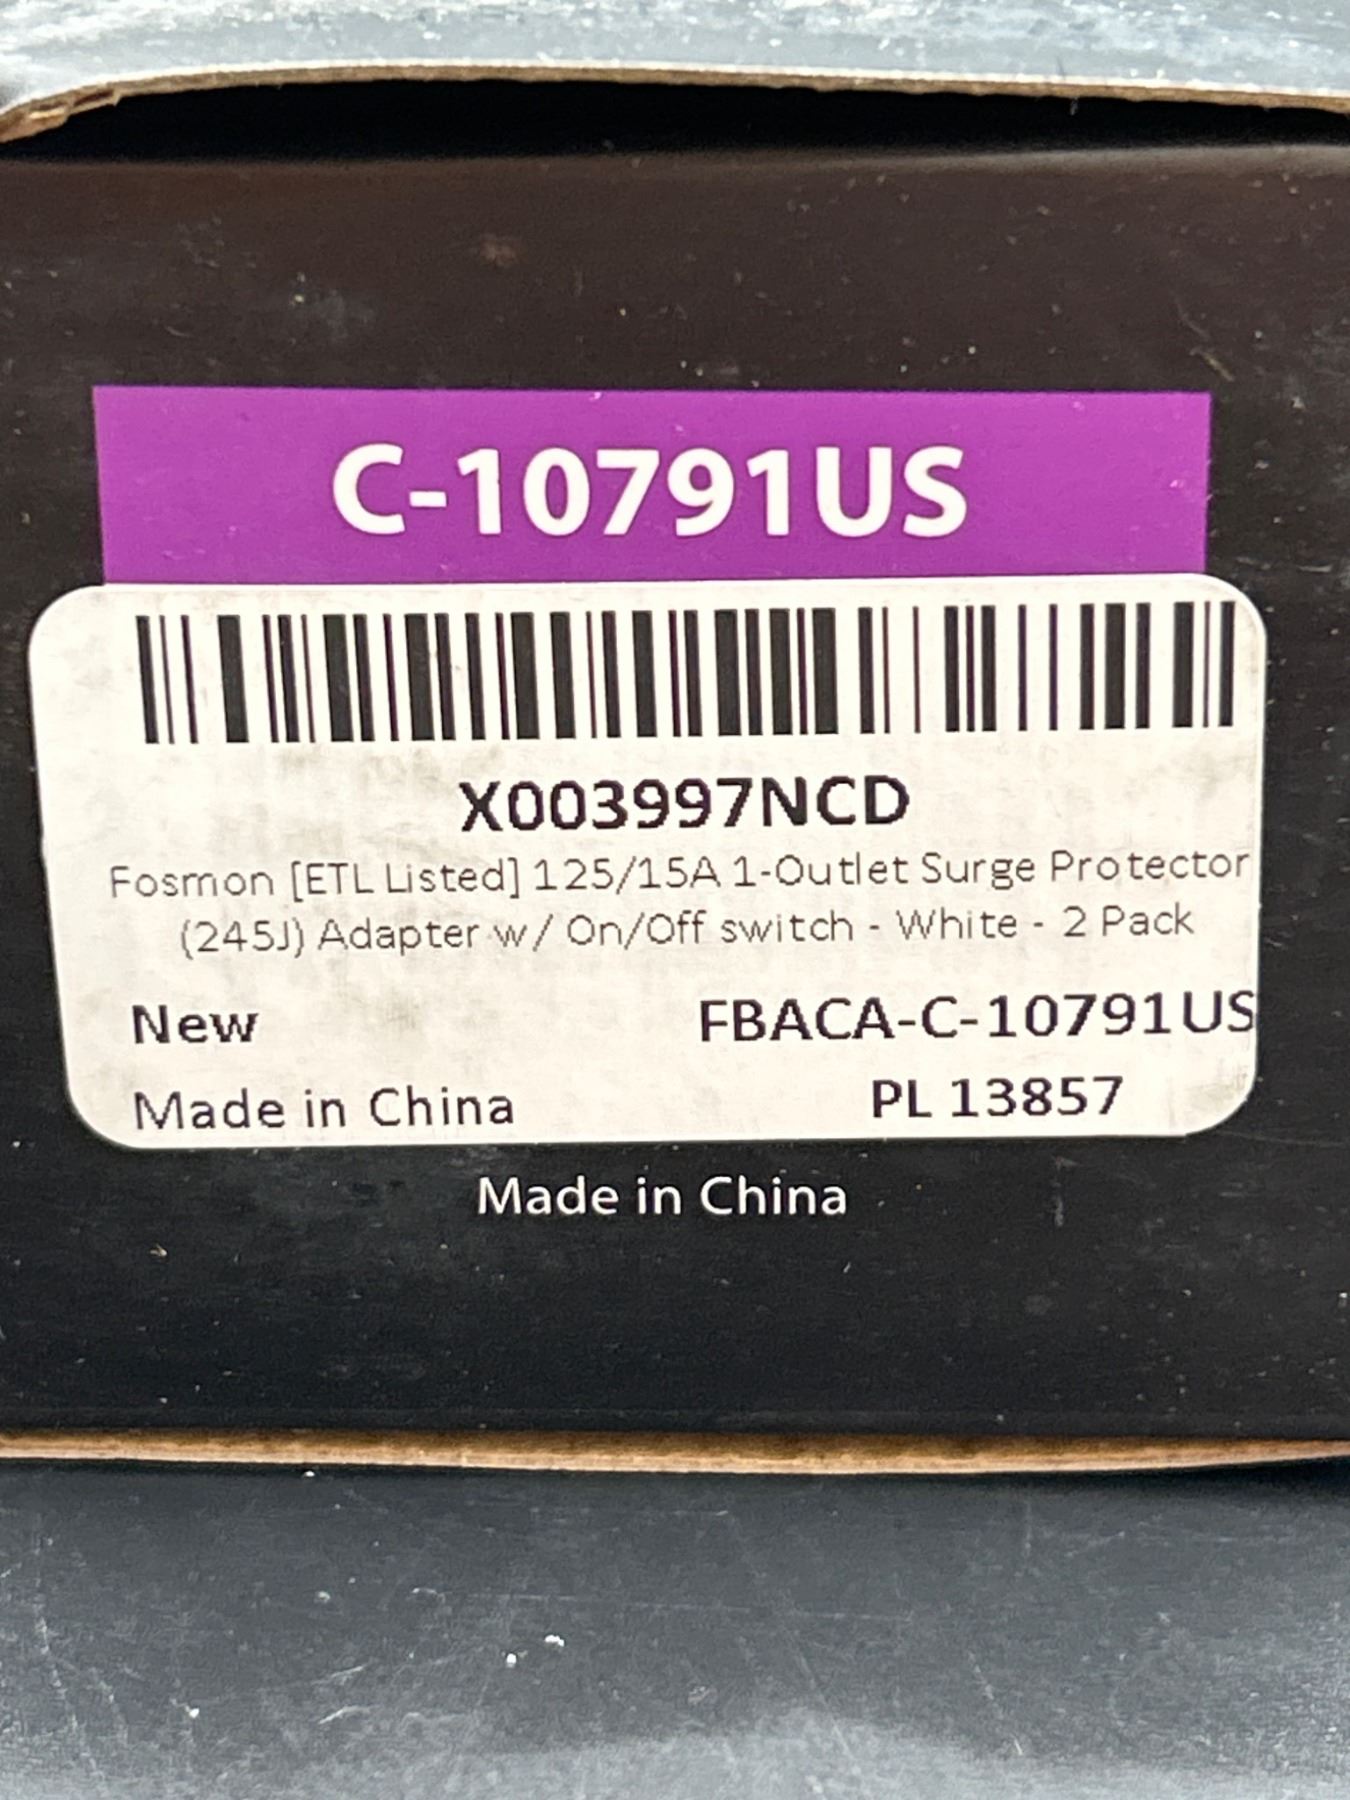 C-10791US
X003997NCD
Fosmon [ETL Listed] 125/15A 1-Outlet Surge Protector
(245J) Adapter w/ On/Off switch - White - 2 Pack
New FBACA-C-10791US
Made in China PL 13857
Made in China